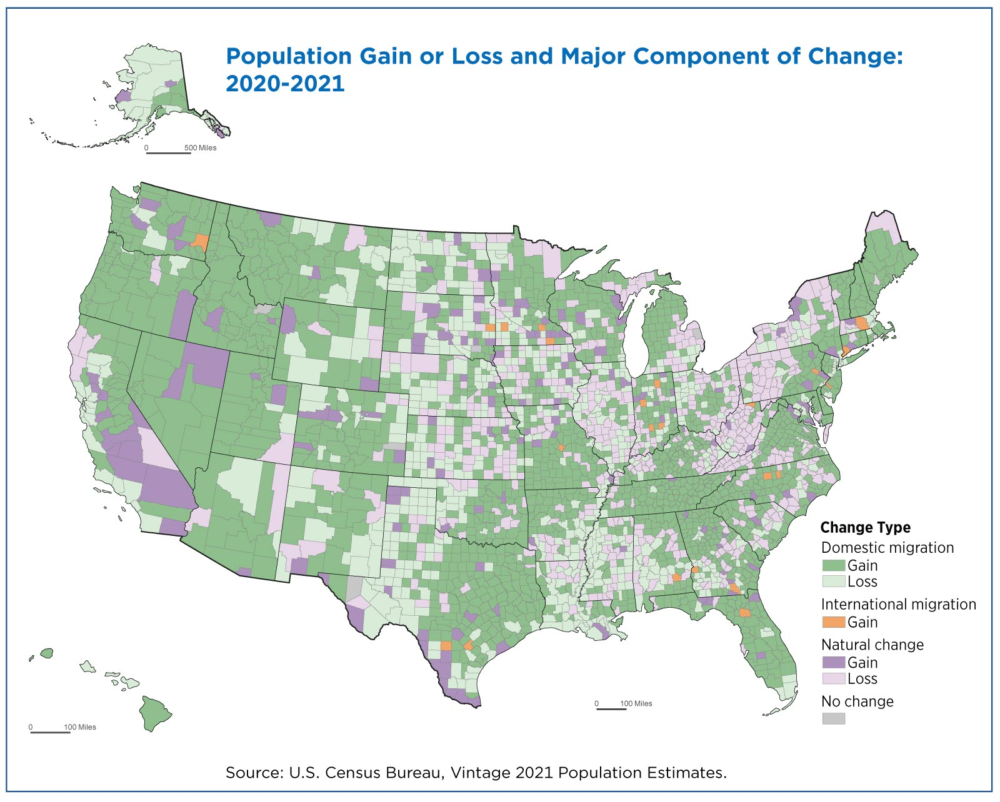 Population Gain or Loss and Major Component of Change:
2020-2021
0 500 Miles
Change Type
Domestic migration
Gain
Loss
International migration
Gain
Natural change
Gain
Loss
No change
0 100 Miles
0 100 Miles
Source: U.S. Census Bureau, Vintage 2021 Population Estimates.